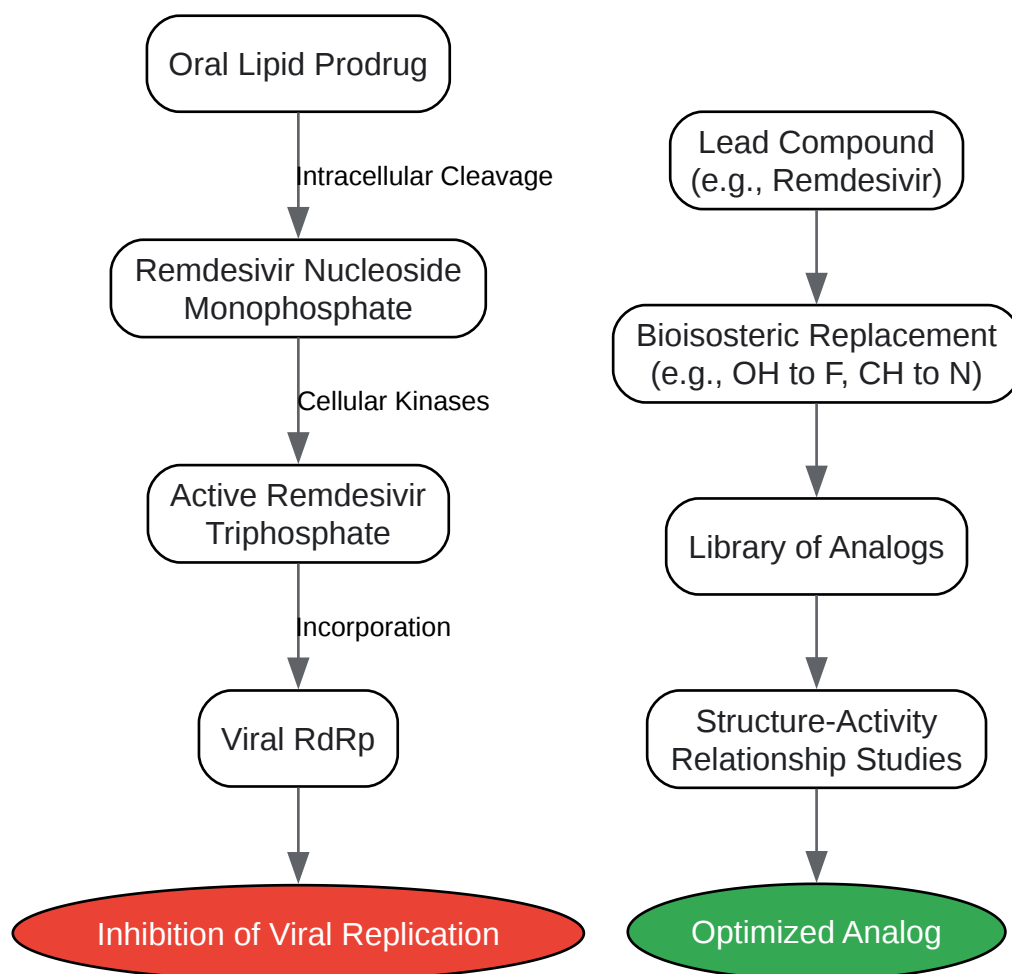 Oral Lipid Prodrug
Intracellular Cleavage
Remdesivir Nucleoside
Monophosphate
Cellular Kinases
Active Remdesivir
Triphosphate
Incorporation
Viral RdRp
Inhibition of Viral Replication
Lead Compound
(e.g., Remdesivir)
Bioisosteric Replacement
(e.g., OH to F, CH to N)
Library of Analogs
Structure-Activity
Relationship Studies
Optimized Analog